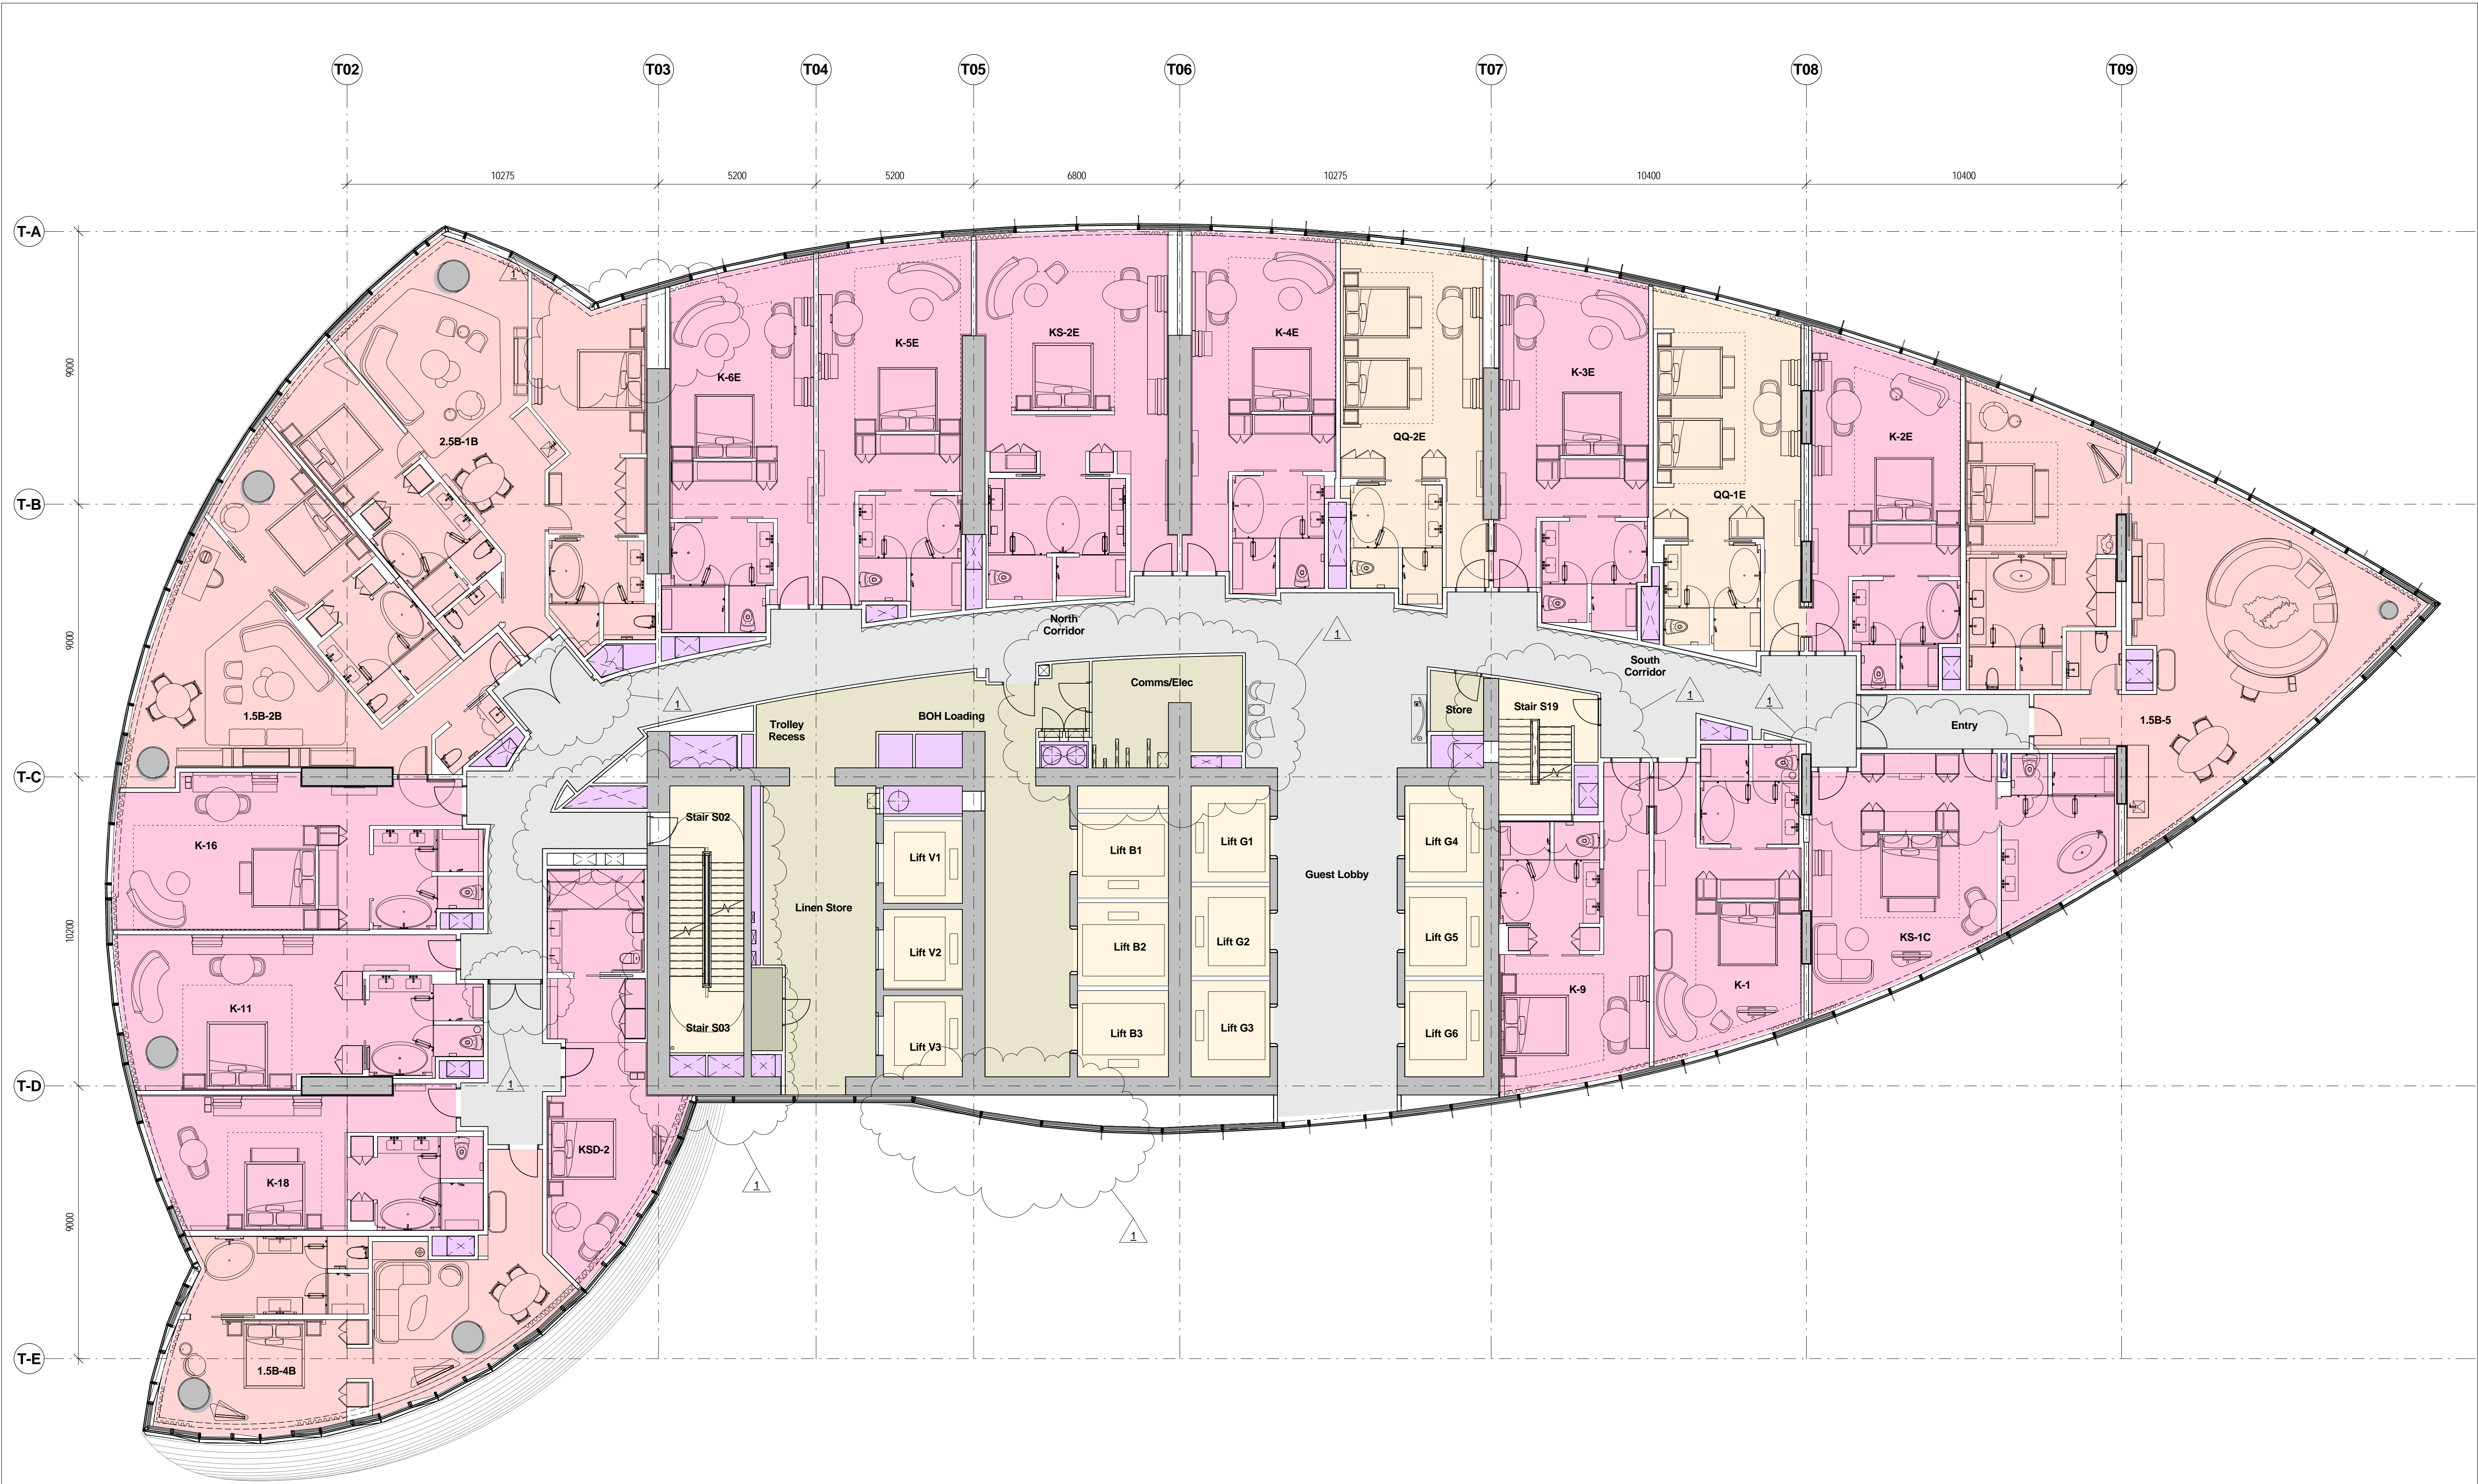 T02
T03
T04
T05
T06
T07
T08
T09
10275
5200
5200
6800
10275
10400
10400
T-A
T-B
T-C
T-D
T-E
9000
9000
10200
9000
1
2.5B-1B
K-6E
K-5E
KS-2E
K-4E
QQ-2E
K-3E
QQ-1E
K-2E
1.5B-2B
North
Corridor
1
1
South
Corridor
1
1
Comms/Elec
BOH Loading
Trolley
Recess
Store
Stair S19
Entry
1.5B-5
K-16
Stair S02
Linen Store
Lift V1
Lift B1
Lift G1
Guest Lobby
Lift G4
Lift V2
Lift B2
Lift G2
Lift G5
KS-1C
K-11
K-9
K-1
Stair S03
Lift V3
Lift B3
Lift G3
Lift G6
1
KSD-2
K-18
1
1
1.5B-4B